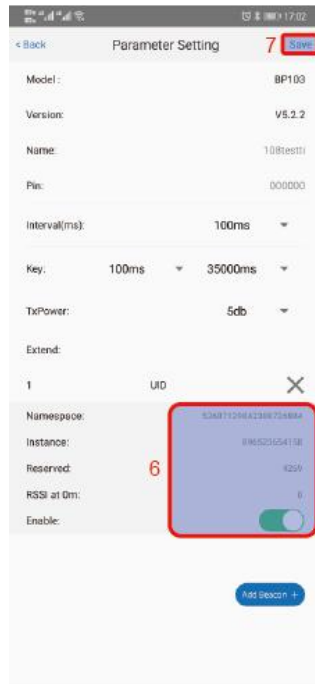 17:02
< Back Parameter Setting 7 Save
Model: BP103
Version: V5.2.2
Name: 108testti
Pin: 000000
Interval(ms): 100ms
Key: 100ms 35000ms
TxPower: 5db
Extend:
1 UID
Namespace:
Instance:
Reserved: 6
RSSI at 0m: 0
Enable:
Add Beacon +